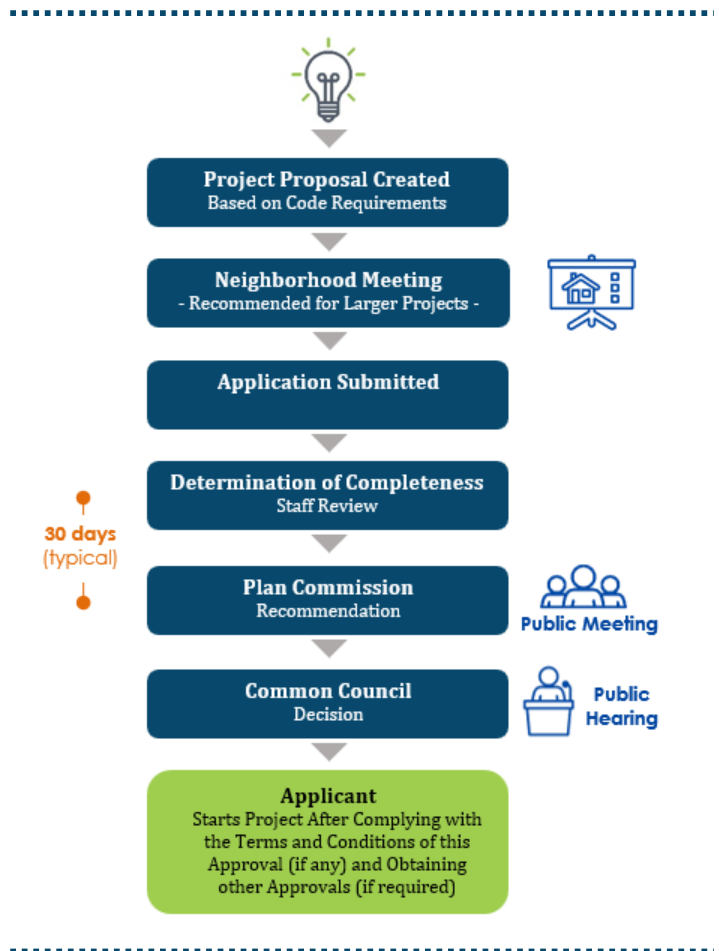 Project Proposal Created
Based on Code Requirements
Neighborhood Meeting
- Recommended for Larger Projects -
Application Submitted
Determination of Completeness
Staff Review
30 days
(typical)
Plan Commission
Recommendation
Public Meeting
Common Council
Decision
Public
Hearing
Applicant
Starts Project After Complying with
the Terms and Conditions of this
Approval (if any) and Obtaining
other Approvals (if required)